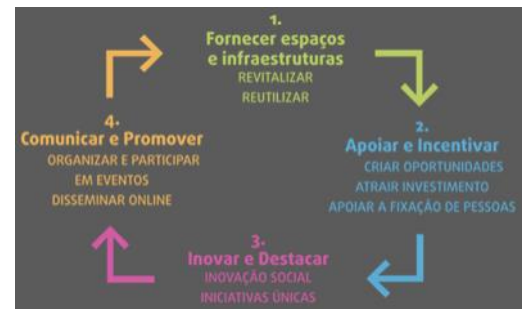 1.
Fornecer espaços
e infraestruturas
REVITALIZAR
REUTILIZAR
2.
Apoiar e Incentivar
CRIAR OPORTUNIDADES
ATRAIR INVESTIMENTO
APOIAR A FIXAÇÃO DE PESSOAS
3.
Inovar e Destacar
INOVAÇÃO SOCIAL
INICIATIVAS ÚNICAS
4.
Comunicar e Promover
ORGANIZAR E PARTICIPAR
EM EVENTOS
DISSEMINAR ONLINE